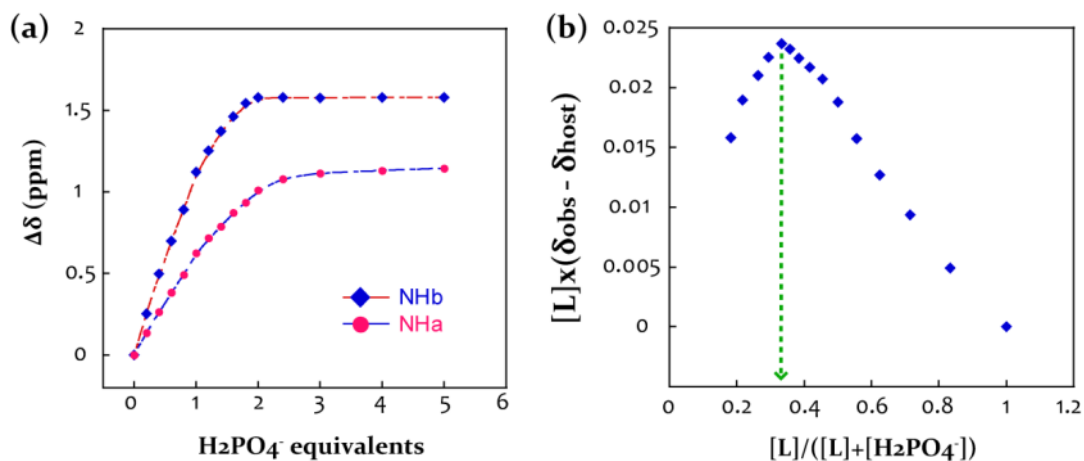 (a)
2
1.5
1
0.5
0
Δδ (ppm)
NHb
NHa
0 1 2 3 4 5 6
H2PO4⁻ equivalents
(b)
0.025
0.02
0.015
0.01
0.005
0
[L]x(δobs - δhost)
0 0.2 0.4 0.6 0.8 1 1.2
[L]/([L]+[H2PO4⁻])